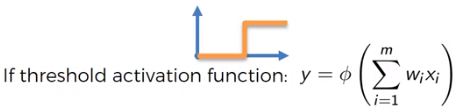 If threshold activation function: y = ϕ ( ∑_{i=1}^{m} w_i x_i )